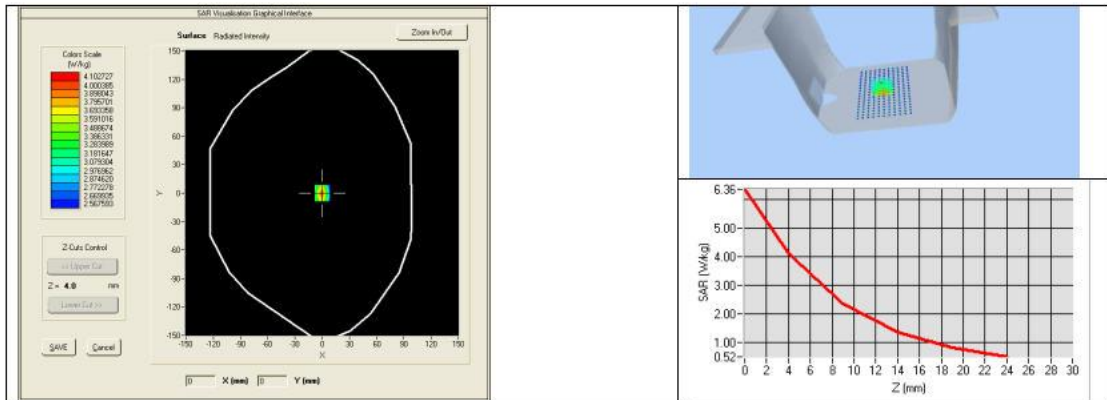 SAR Visualisation Graphical Interface
Surface Radiated Intensity
Zoom In/Out
Colors Scale
(W/kg)
4.102727
4.000385
3.898043
3.795701
3.693358
3.591016
3.488674
3.386331
3.283989
3.181647
3.079304
2.976962
2.874620
2.772278
2.669935
2.567593
Z-Cuts Control
<< Upper Cut
Z = 4.0 mm
Lower Cut >>
SAVE Cancel
150
120
90
60
30
0
-30
-60
-90
-120
-150
Y
-150 -120 -90 -60 -30 0 30 60 90 120 150
X
0 X (mm) 0 Y (mm)
6.36
5.00
4.00
3.00
2.00
1.00
0.52
SAR (W/kg)
0 2 4 6 8 10 12 14 16 18 20 22 24 26 28 30
Z (mm)